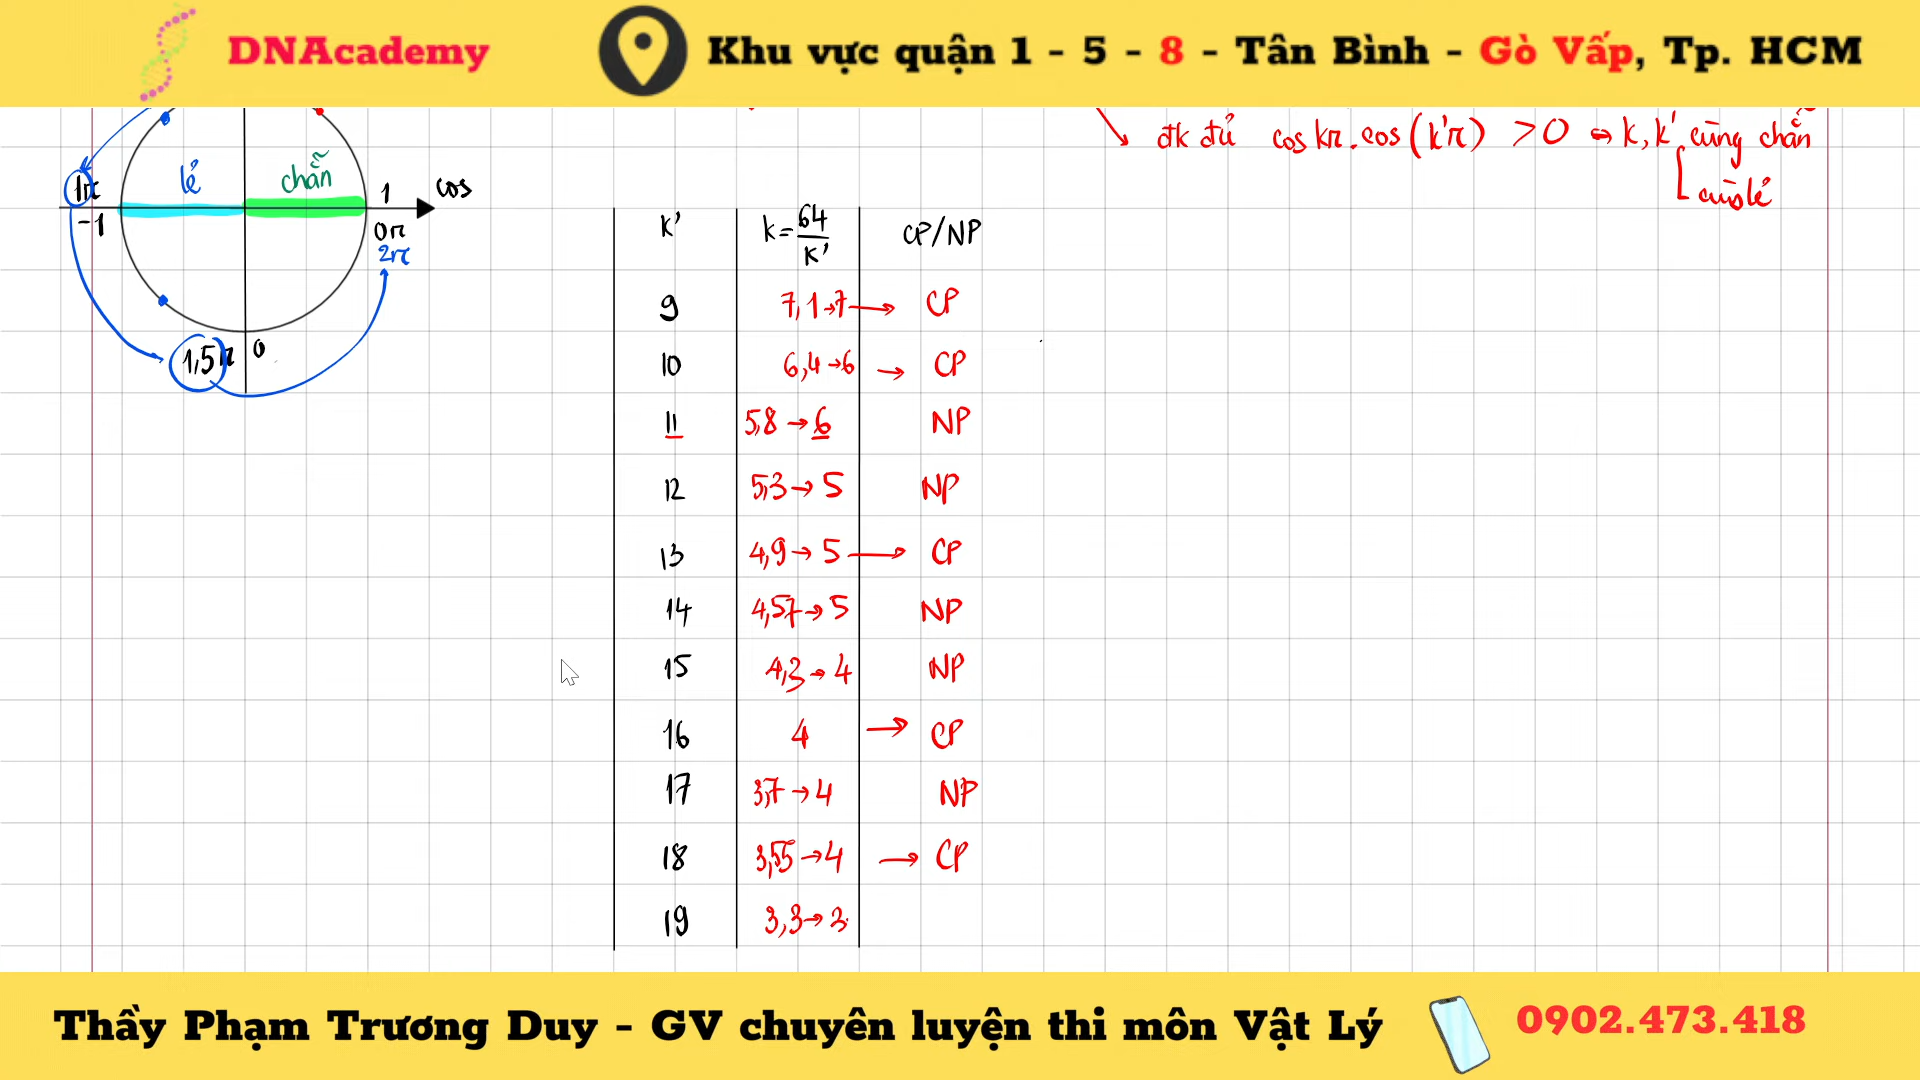 DNAcademy
Khu vực quận 1 - 5 - 8 - Tân Bình - Gò Vấp, Tp. HCM
đk đủ cos kπ . cos (k'π) > 0 ⇔ k, k' cùng chẵn
cùng lẻ
lẻ
chẵn
1π
-1
1
cos
0π
2π
1,5π
0
k' k = 64/k' CP/NP
9 7,1 → 7 → CP
10 6,4 → 6 → CP
11 5,8 → 6 NP
12 5,3 → 5 NP
13 4,9 → 5 → CP
14 4,57 → 5 NP
15 4,3 → 4 NP
16 4 → CP
17 3,7 → 4 NP
18 3,55 → 4 → CP
19 3,3 → 3
Thầy Phạm Trương Duy - GV chuyên luyện thi môn Vật Lý
0902.473.418